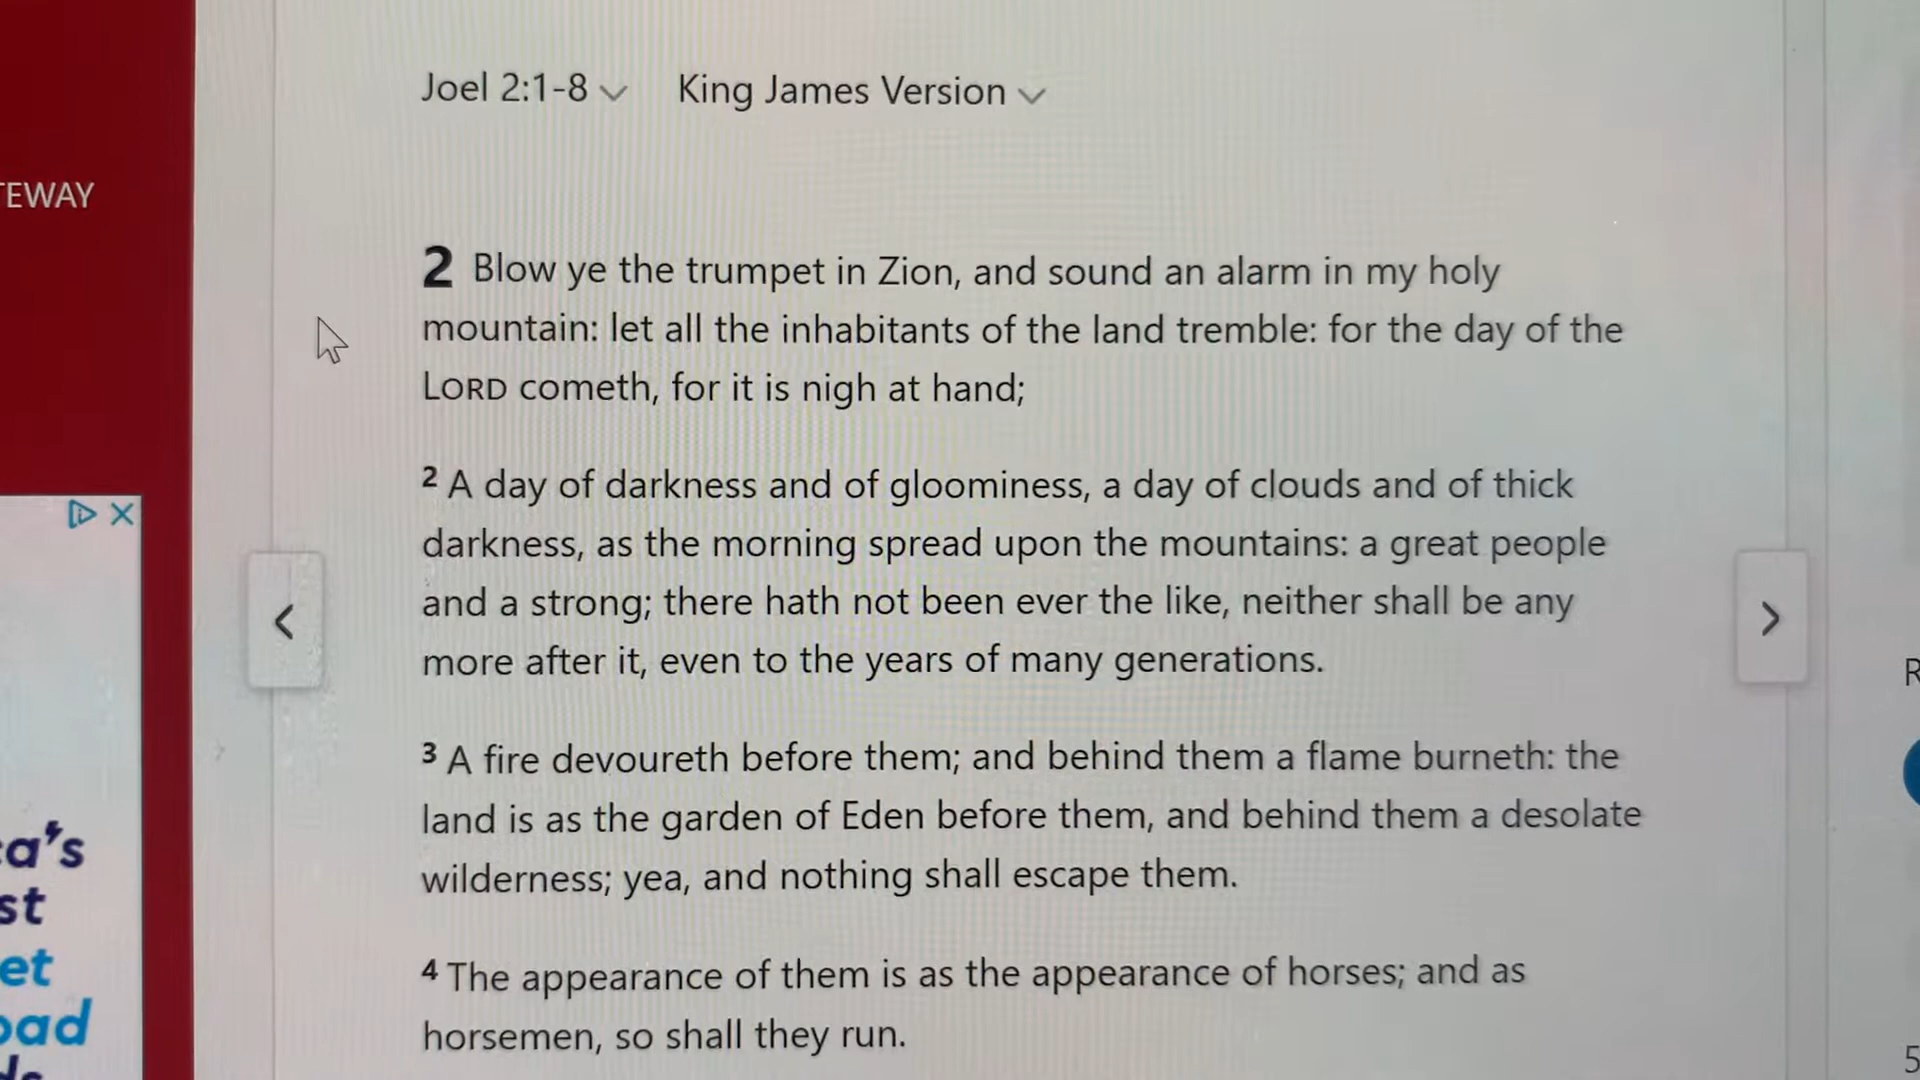 Joel 2:1-8 King James Version
TEWAY
2 Blow ye the trumpet in Zion, and sound an alarm in my holy
mountain: let all the inhabitants of the land tremble: for the day of the
LORD cometh, for it is nigh at hand;
2 A day of darkness and of gloominess, a day of clouds and of thick
darkness, as the morning spread upon the mountains: a great people
and a strong; there hath not been ever the like, neither shall be any
more after it, even to the years of many generations.
3 A fire devoureth before them; and behind them a flame burneth: the
land is as the garden of Eden before them, and behind them a desolate
wilderness; yea, and nothing shall escape them.
4 The appearance of them is as the appearance of horses; and as
horsemen, so shall they run.
a's
st
et
oad
R
5